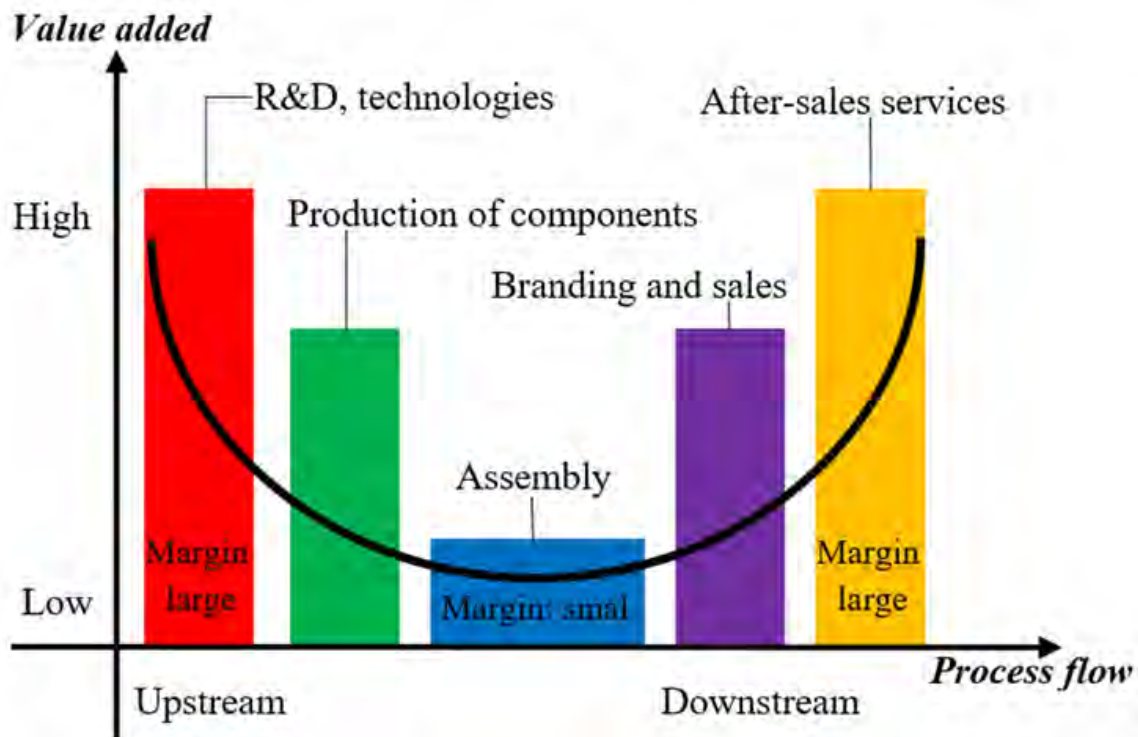 Value added
R&D, technologies
After-sales services
High
Production of components
Branding and sales
Assembly
Margin
large
Margin
large
Low
Margin: smal
Process flow
Upstream
Downstream